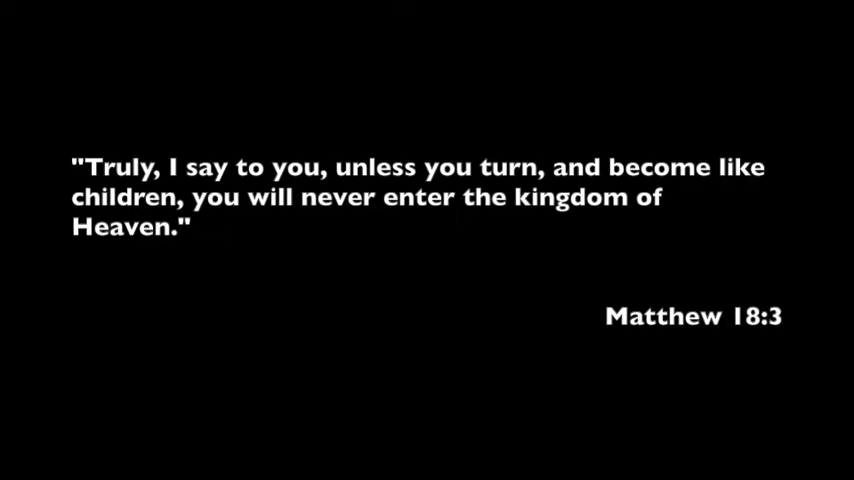 "Truly, I say to you, unless you turn, and become like
children, you will never enter the kingdom of
Heaven."
Matthew 18:3